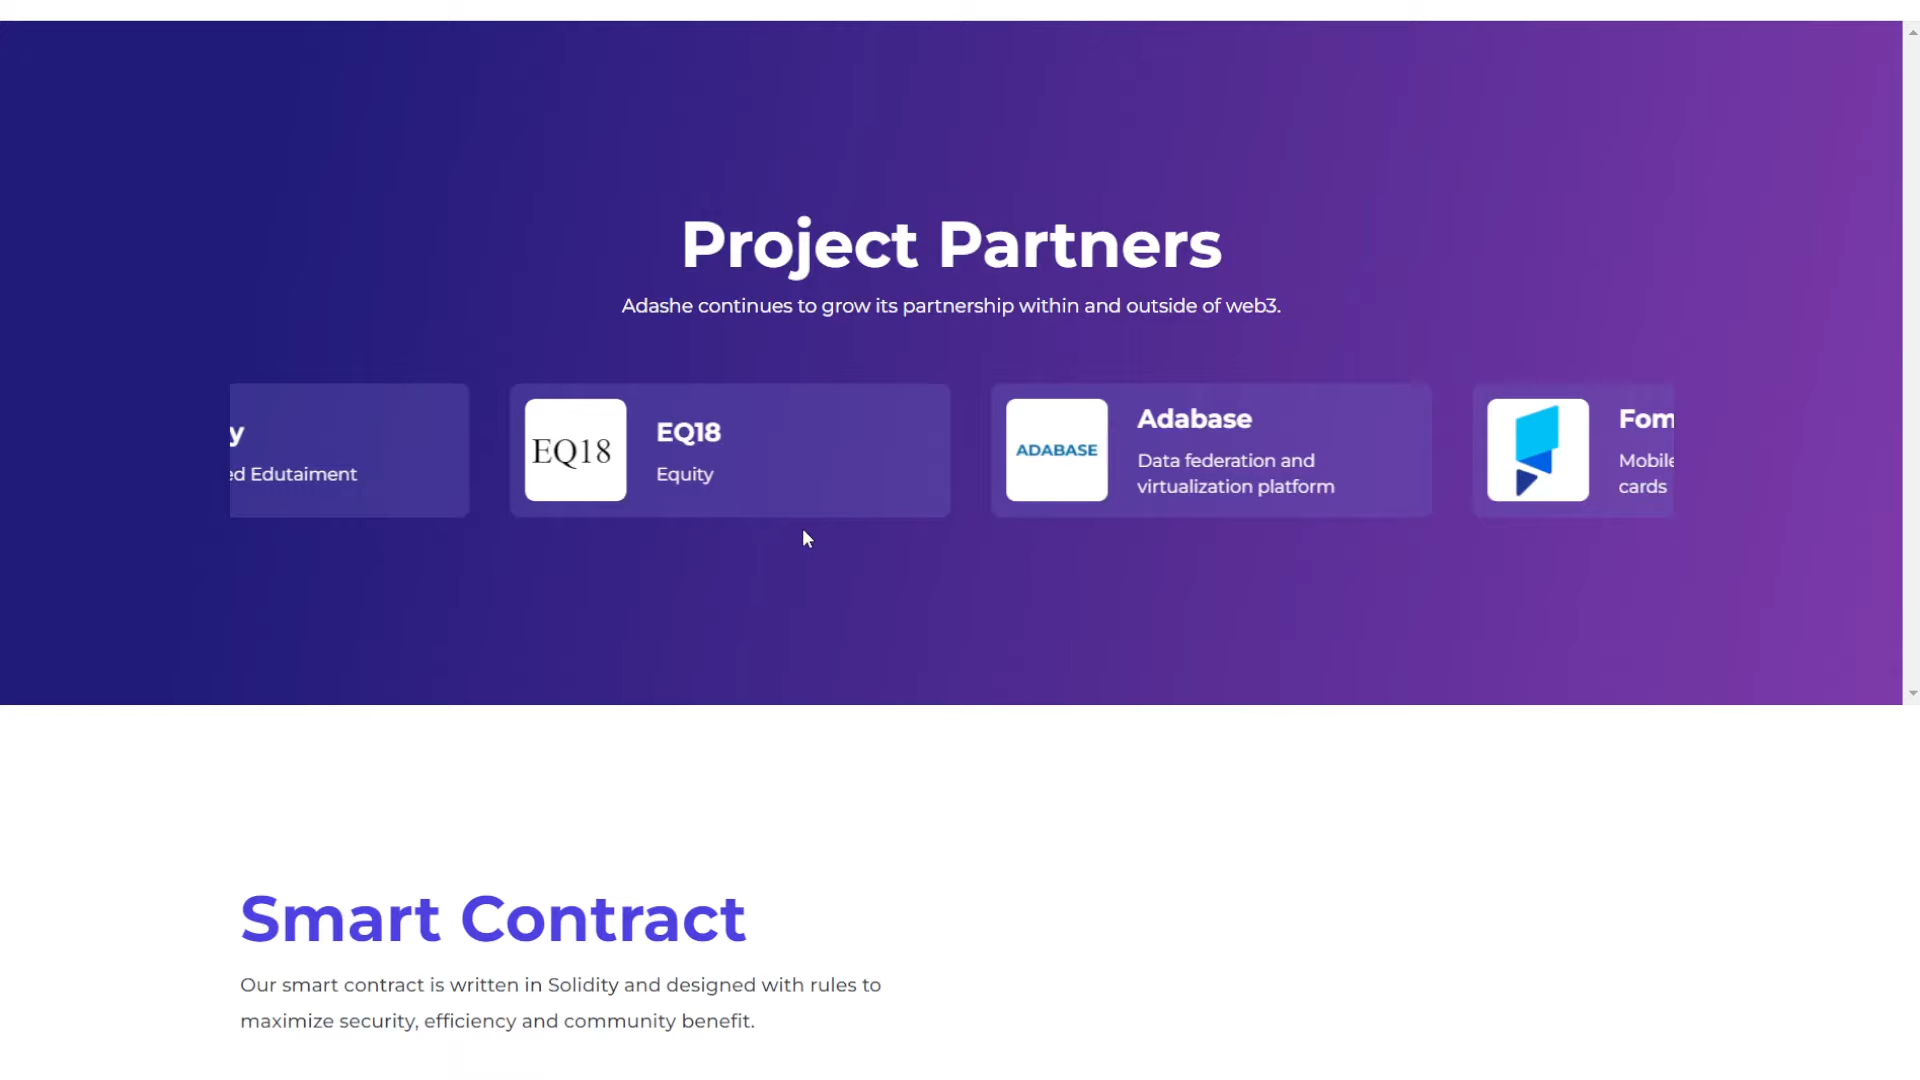 Project Partners
Adashe continues to grow its partnership within and outside of web3.
y
ed Edutaiment
EQ18
EQ18
Equity
ADABASE
Adabase
Data federation and
virtualization platform
Fom
Mobile
cards
Smart Contract
Our smart contract is written in Solidity and designed with rules to
maximize security, efficiency and community benefit.